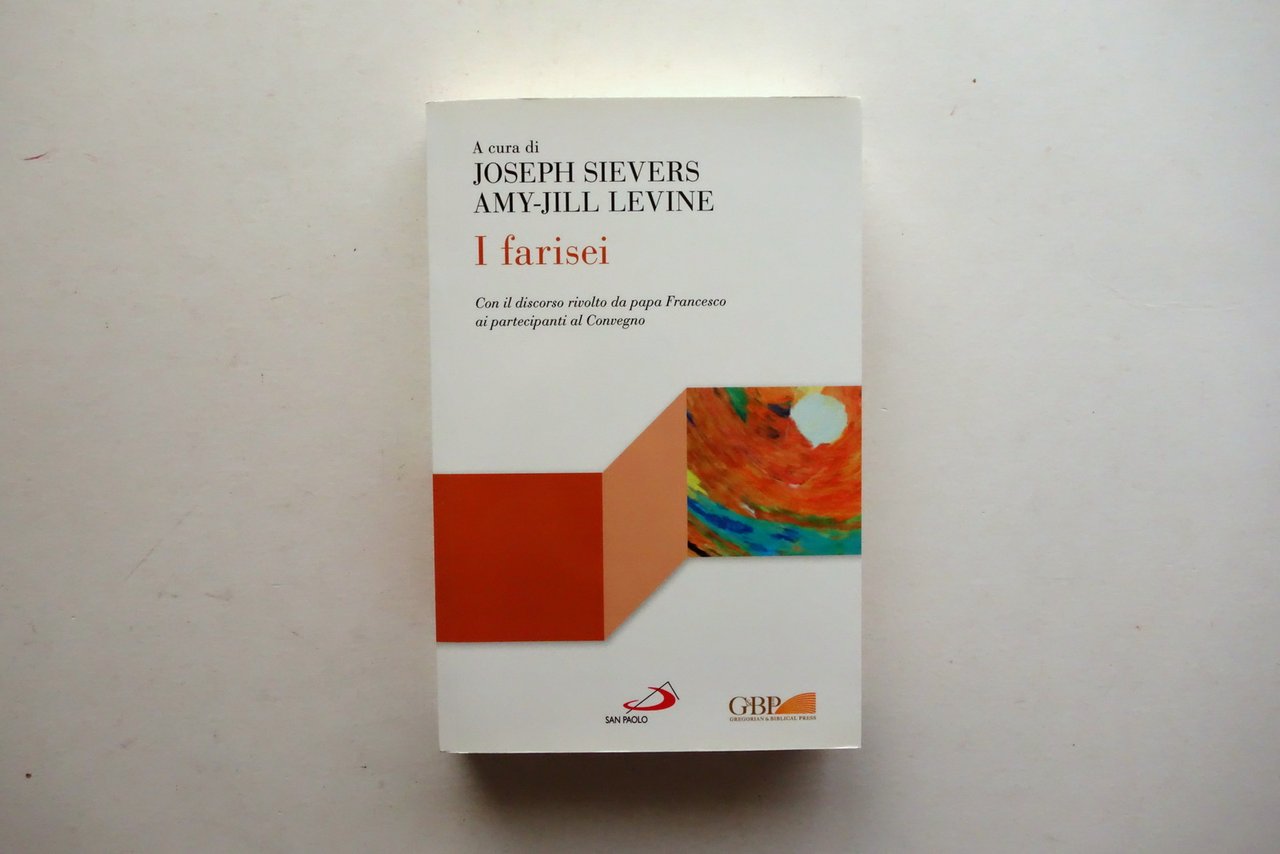 A cura di
JOSEPH SIEVERS
AMY-JILL LEVINE
I farisei
Con il discorso rivolto da papa Francesco
ai partecipanti al Convegno
SAN PAOLO
G&BP
GREGORIAN & BIBLICAL PRESS